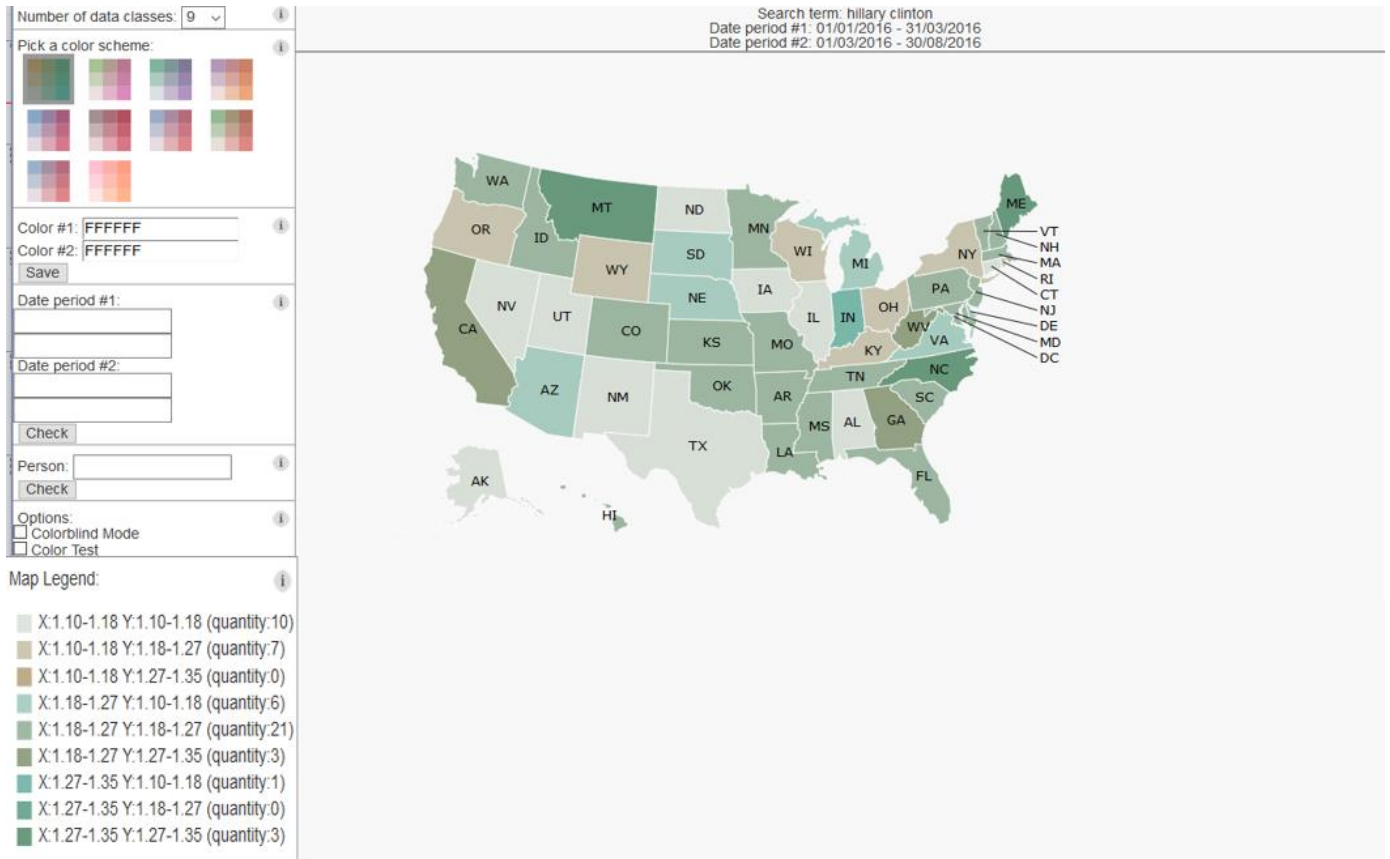 Number of data classes: 9
Pick a color scheme:
Color #1: FFFFFF
Color #2: FFFFFF
Save
Date period #1:
Date period #2:
Check
Person:
Check
Options:
Colorblind Mode
Color Test
Map Legend:
X:1.10-1.18 Y:1.10-1.18 (quantity:10)
X:1.10-1.18 Y:1.18-1.27 (quantity:7)
X:1.10-1.18 Y:1.27-1.35 (quantity:0)
X:1.18-1.27 Y:1.10-1.18 (quantity:6)
X:1.18-1.27 Y:1.18-1.27 (quantity:21)
X:1.18-1.27 Y:1.27-1.35 (quantity:3)
X:1.27-1.35 Y:1.10-1.18 (quantity:1)
X:1.27-1.35 Y:1.18-1.27 (quantity:0)
X:1.27-1.35 Y:1.27-1.35 (quantity:3)
Search term: hillary clinton
Date period #1: 01/01/2016 - 31/03/2016
Date period #2: 01/03/2016 - 30/08/2016
WA
MT
ND
MN
ME
OR
ID
WY
SD
WI
MI
NY
VT
NH
MA
RI
CT
NJ
DE
MD
DC
NV
UT
CO
NE
IA
IL
IN
OH
PA
CA
KS
MO
KY
WV
VA
AZ
NM
OK
AR
TN
NC
SC
TX
LA
MS
AL
GA
FL
AK
HI